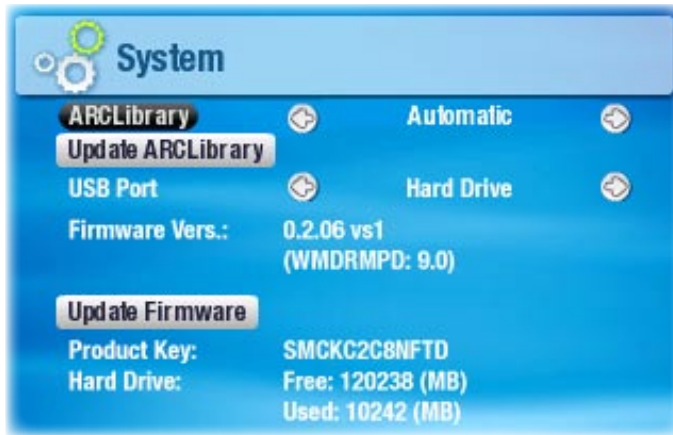 System
ARCLibrary Automatic
Update ARCLibrary
USB Port Hard Drive
Firmware Vers.: 0.2.06 vs1
(WMDRMPD: 9.0)
Update Firmware
Product Key: SMCKC2C8NFTD
Hard Drive: Free: 120238 (MB)
Used: 10242 (MB)